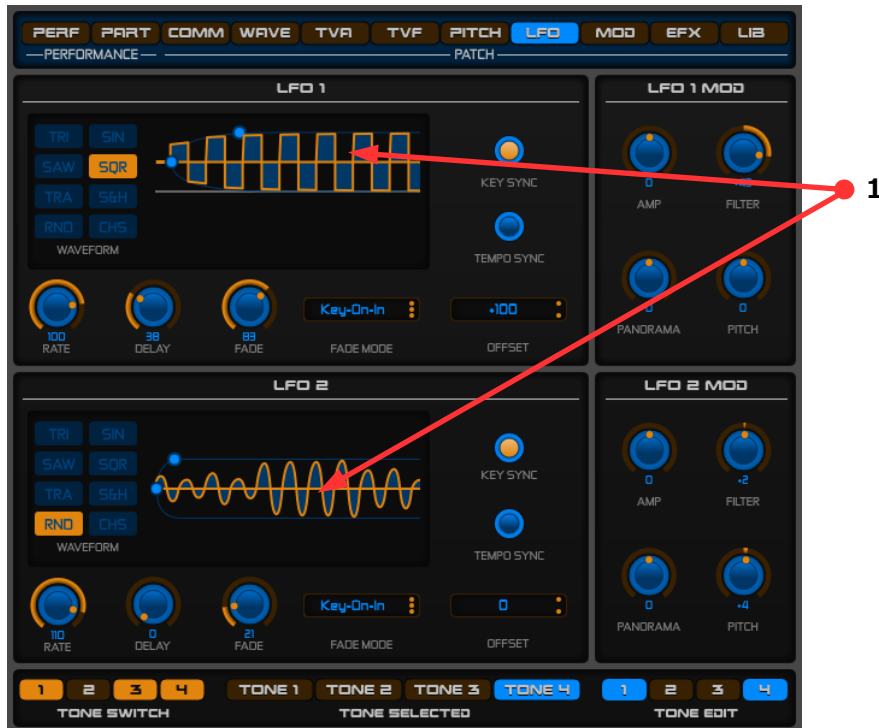 PERF PART COMM WAVE TVA TVF PITCH LFO MOD EFX LIB
PERFORMANCE PATCH
LFO 1
LFO 1 MOD
TRI SIN
SAW SQR
TRA S&H
RND CHS
WAVEFORM
KEY SYNC
TEMPO SYNC
0
AMP FILTER
1
100 38 83
RATE DELAY FADE
Key-On-In
FADE MODE
+100
OFFSET
0 0
PANORAMA PITCH
LFO 2
LFO 2 MOD
TRI SIN
SAW SQR
TRA S&H
RND CHS
WAVEFORM
KEY SYNC
TEMPO SYNC
0 +2
AMP FILTER
110 0 21
RATE DELAY FADE
Key-On-In
FADE MODE
0
OFFSET
0 +4
PANORAMA PITCH
1 2 3 4 TONE 1 TONE 2 TONE 3 TONE 4 1 2 3 4
TONE SWITCH TONE SELECTED TONE EDIT